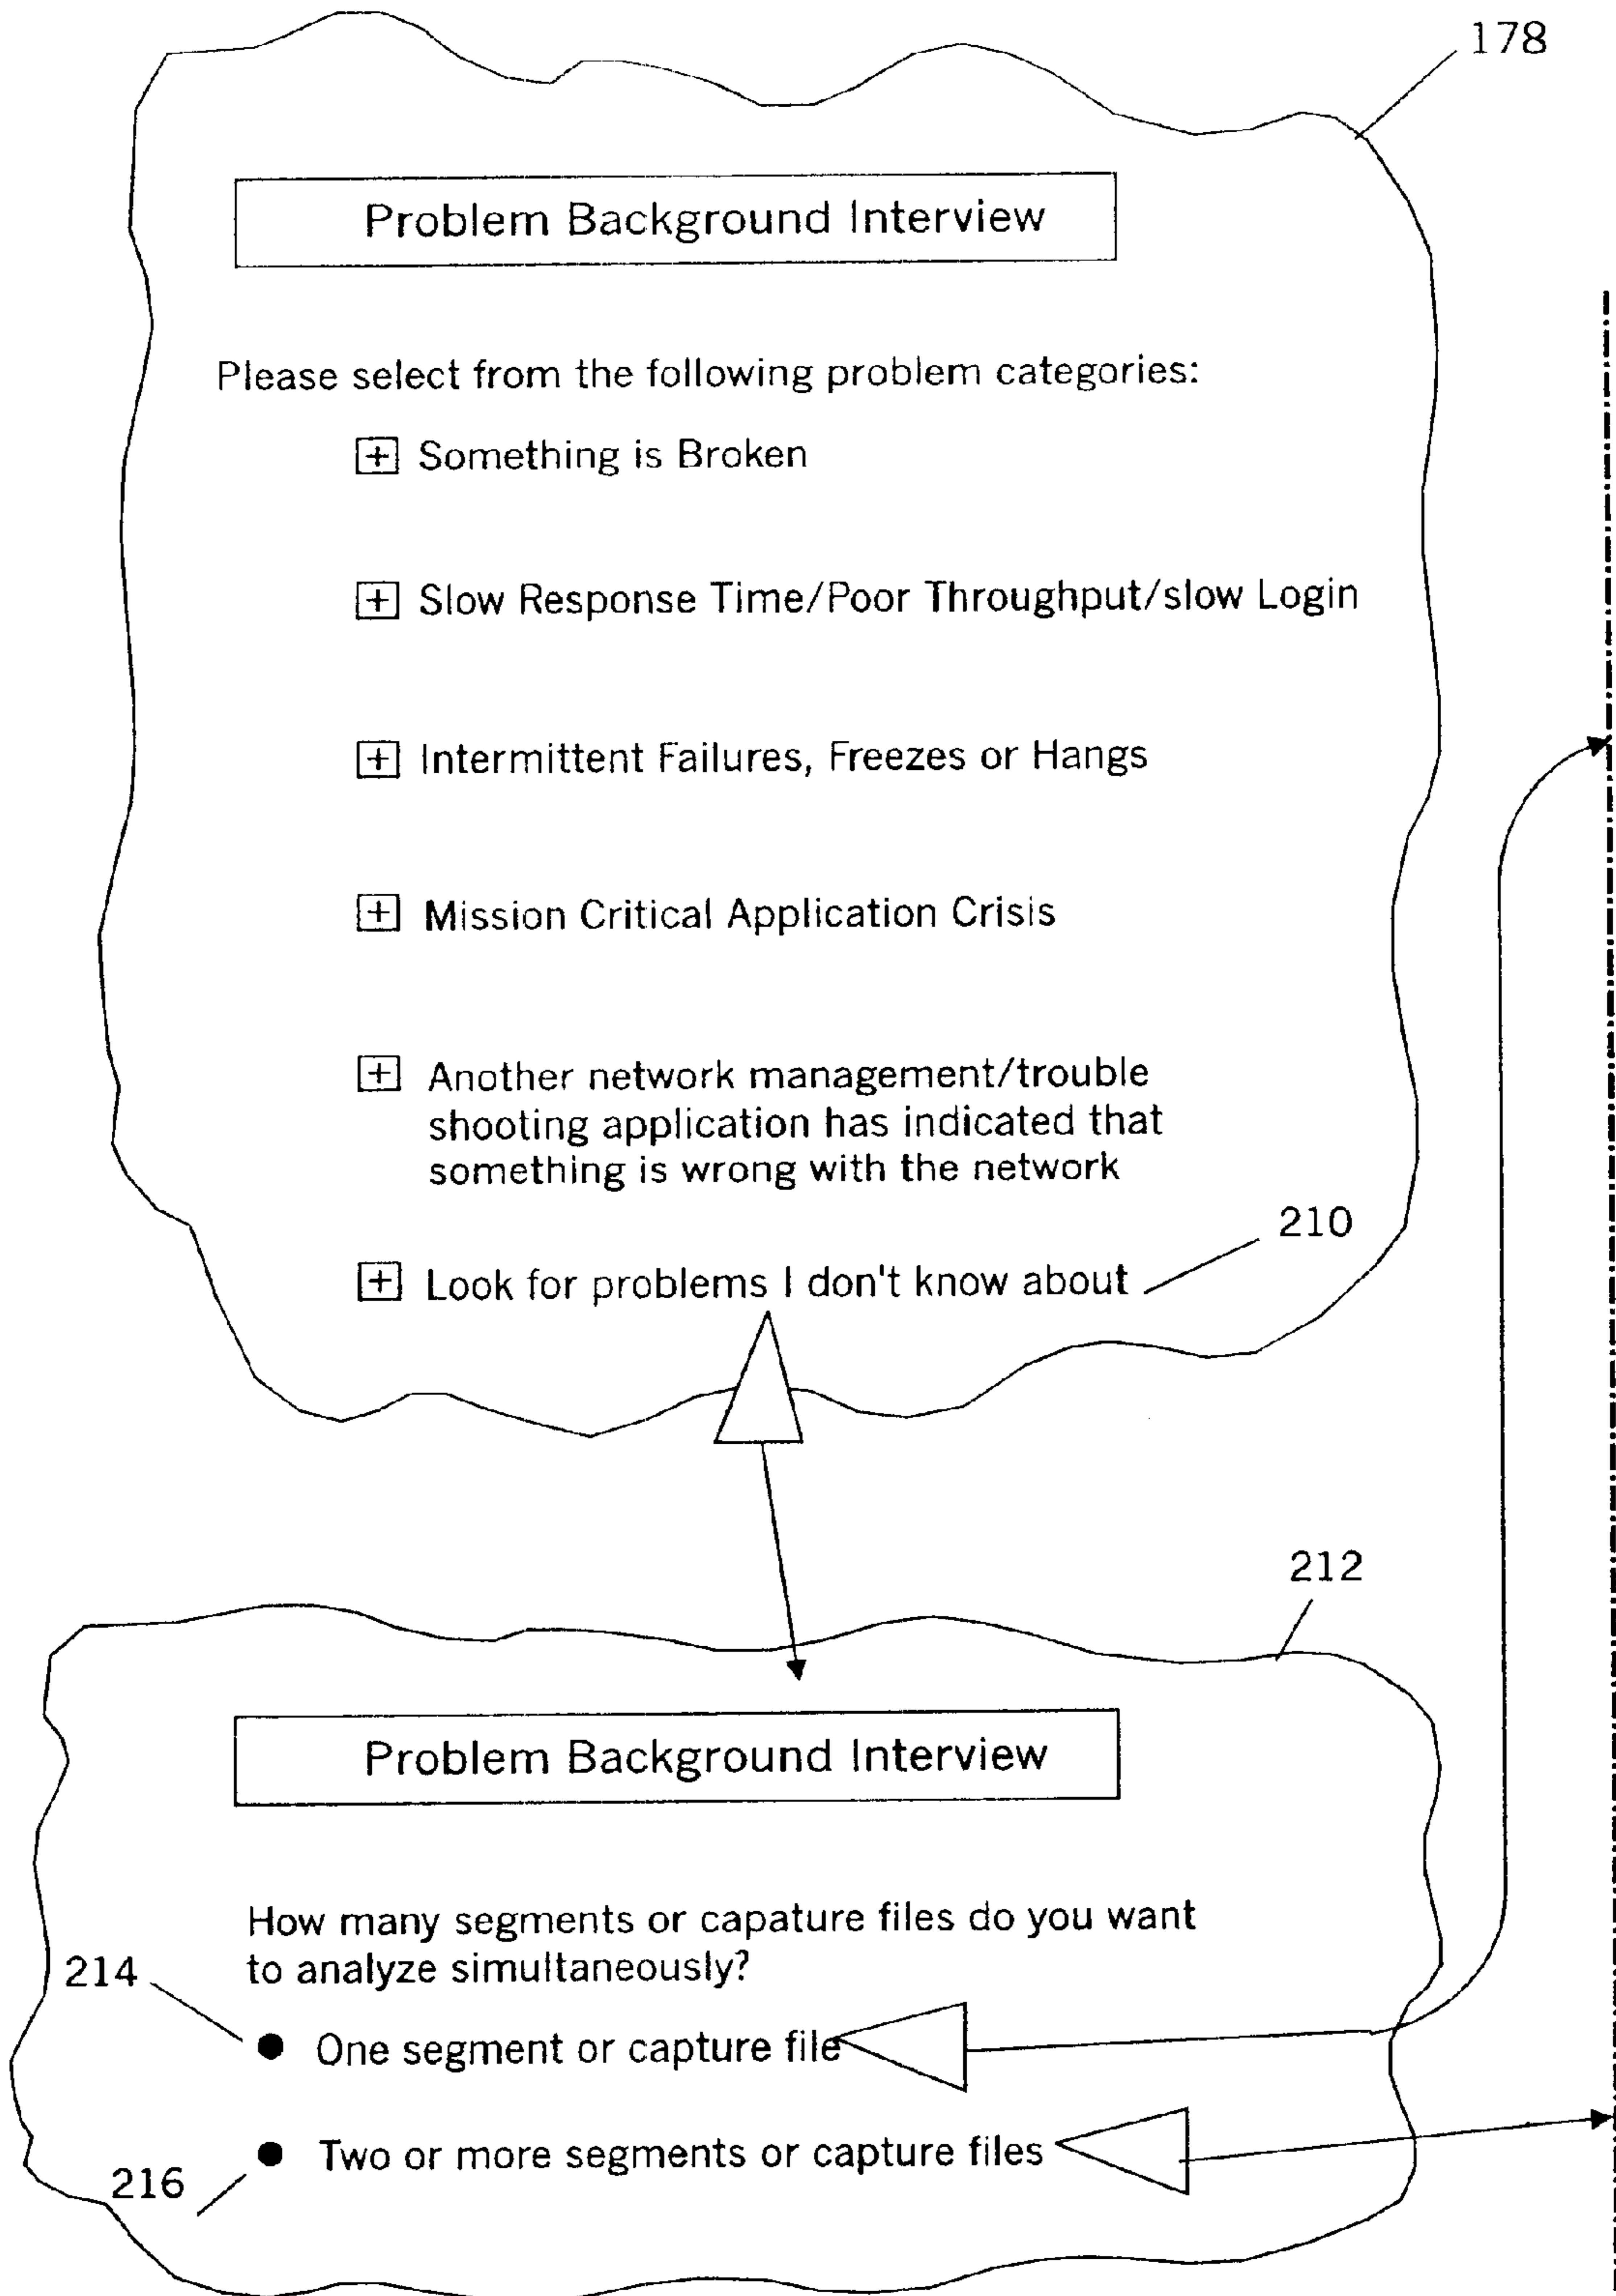 178
Problem Background Interview
Please select from the following problem categories:
+ Something is Broken
+ Slow Response Time/Poor Throughput/slow Login
+ Intermittent Failures, Freezes or Hangs
+ Mission Critical Application Crisis
+ Another network management/trouble
shooting application has indicated that
something is wrong with the network
210
+ Look for problems I don't know about
212
Problem Background Interview
How many segments or capature files do you want
to analyze simultaneously?
214
● One segment or capture file
● Two or more segments or capture files
216